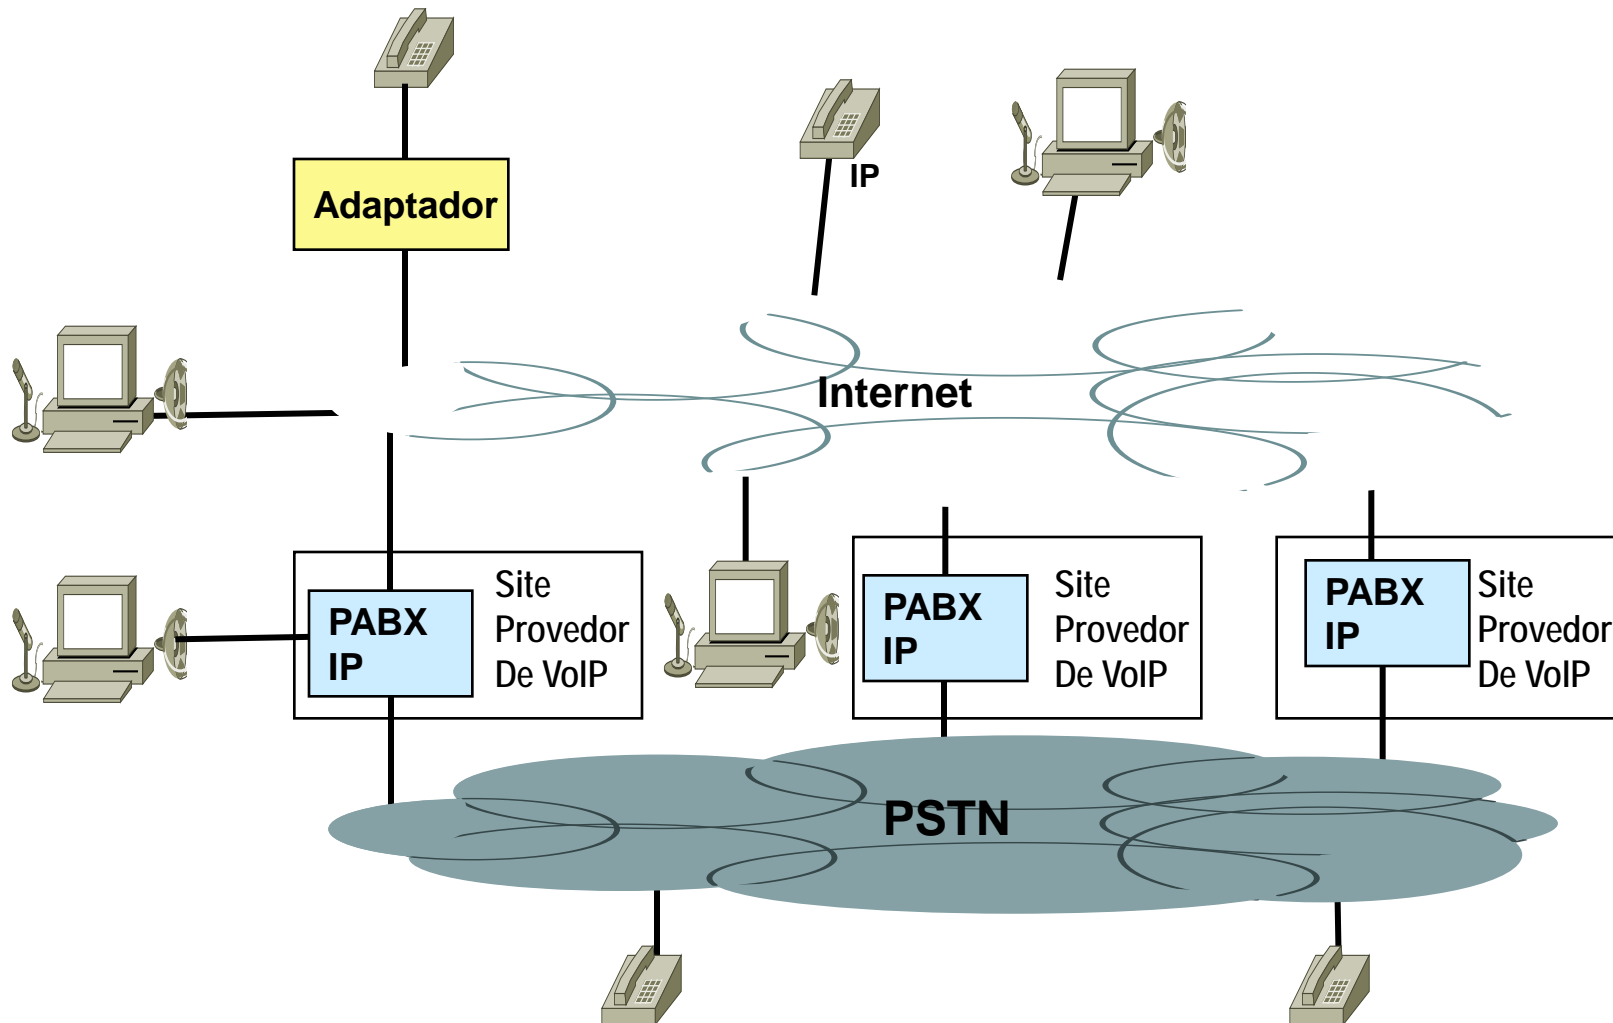 Adaptador
IP
Internet
PABX
IP
Site
Provedor
De VoIP
PABX
IP
Site
Provedor
De VoIP
PABX
IP
Site
Provedor
De VoIP
PSTN